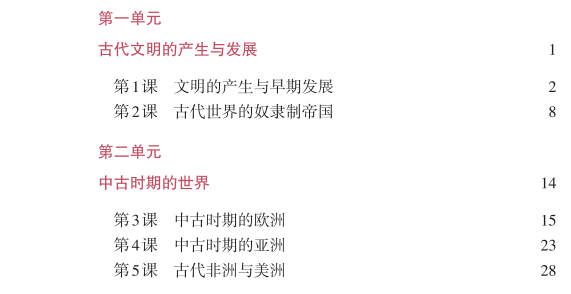 第一单元
古代文明的产生与发展 1
第1课 文明的产生与早期发展 2
第2课 古代世界的奴隶制帝国 8
第二单元
中古时期的世界 14
第3课 中古时期的欧洲 15
第4课 中古时期的亚洲 23
第5课 古代非洲与美洲 28